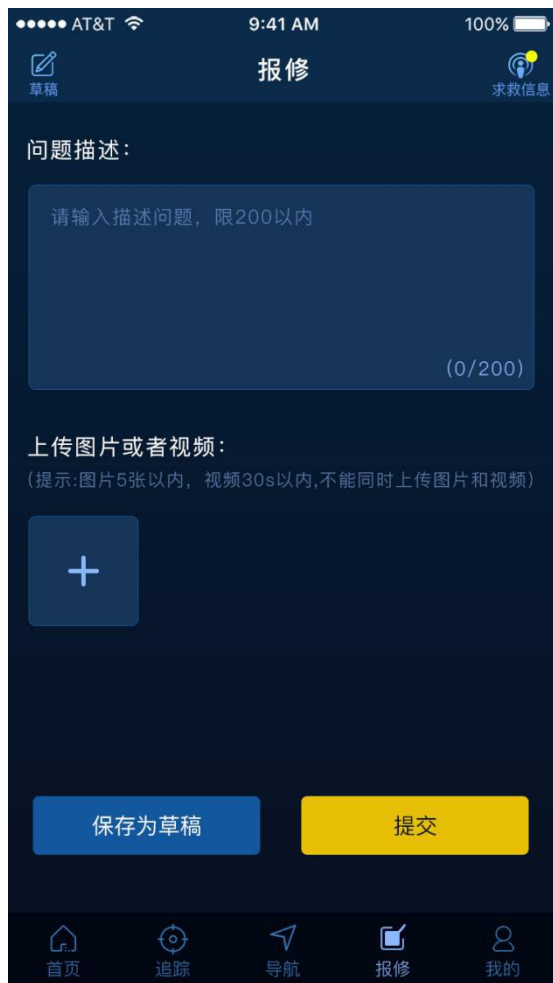 AT&T 9:41 AM 100%
报修
草稿
求救信息
问题描述：
请输入描述问题，限200以内
(0/200)
上传图片或者视频：
(提示:图片5张以内，视频30s以内,不能同时上传图片和视频)
+
保存为草稿
提交
首页 追踪 导航 报修 我的